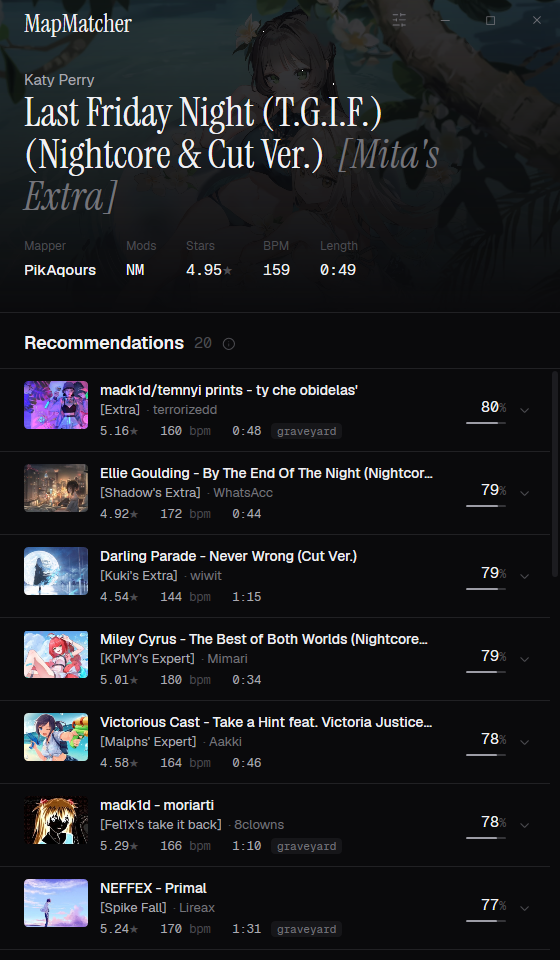 MapMatcher
Katy Perry
Last Friday Night (T.G.I.F.)
(Nightcore & Cut Ver.) [Mita's
Extra]
Mapper Mods Stars BPM Length
PikAqours NM 4.95★ 159 0:49
Recommendations 20
madk1d/temnyi prints - ty che obidelas'
[Extra] · terrorizedd
80%
5.16★ 160 bpm 0:48 graveyard
Ellie Goulding - By The End Of The Night (Nightcor...
[Shadow's Extra] · WhatsAcc
79%
4.92★ 172 bpm 0:44
Darling Parade - Never Wrong (Cut Ver.)
[Kuki's Extra] · wiwit
79%
4.54★ 144 bpm 1:15
Miley Cyrus - The Best of Both Worlds (Nightcore...
[KPMY's Expert] · Mimari
79%
5.01★ 180 bpm 0:34
Victorious Cast - Take a Hint feat. Victoria Justice...
[Malphs' Expert] · Aakki
78%
4.58★ 164 bpm 0:46
madk1d - moriarti
[Fel1x's take it back] · 8clowns
78%
5.29★ 166 bpm 1:10 graveyard
NEFFEX - Primal
[Spike Fall] · Lireax
77%
5.24★ 170 bpm 1:31 graveyard